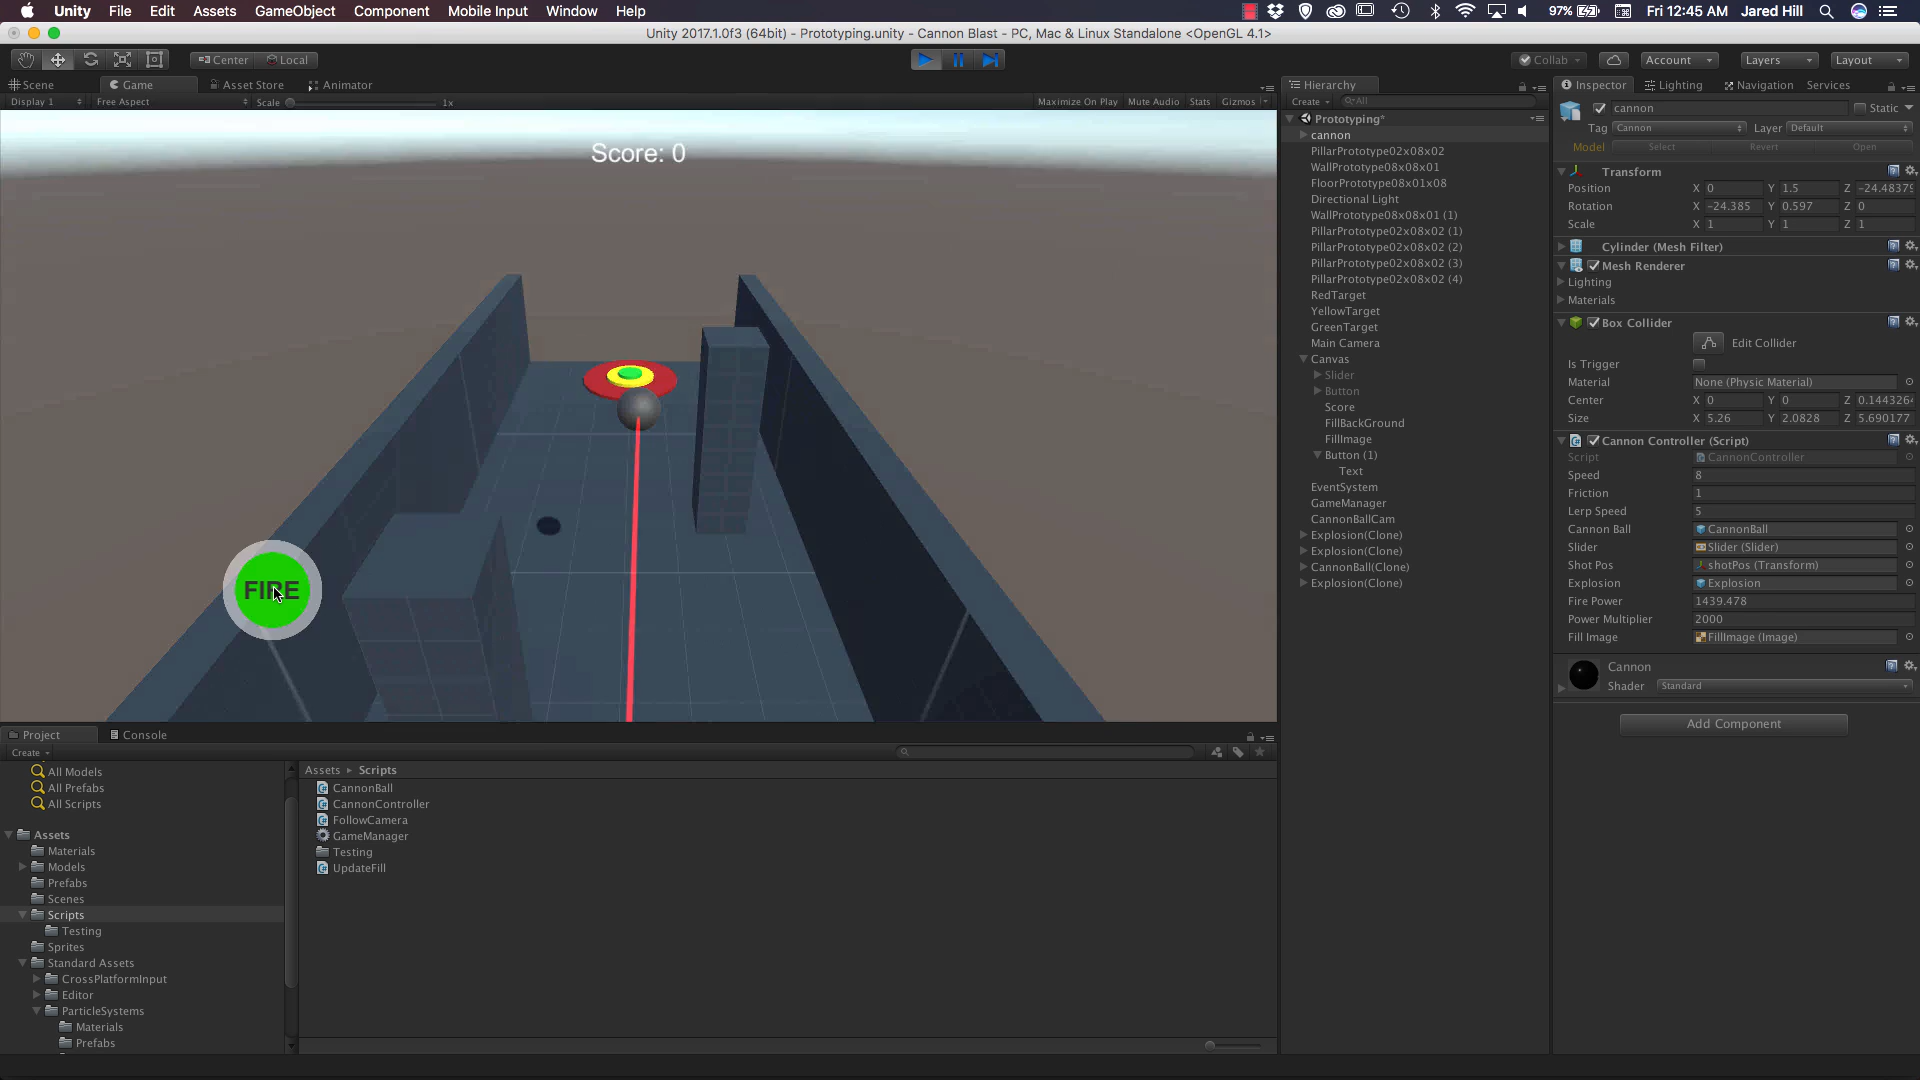 Unity File Edit Assets GameObject Component Mobile Input Window Help 97% Fri 12:45 AM Jared Hill
Unity 2017.1.0f3 (64bit) - Prototyping.unity - Cannon Blast - PC, Mac & Linux Standalone <OpenGL 4.1>
Center Local Collab Account Layers Layout
Scene Game Asset Store Animator
Display 1 Free Aspect Scale 1x Maximize On Play Mute Audio Stats Gizmos
Score: 0
FIRE
Hierarchy
Create All
Prototyping*
cannon
PillarPrototype02x08x02
WallPrototype08x08x01
FloorPrototype08x01x08
Directional Light
WallPrototype08x08x01 (1)
PillarPrototype02x08x02 (1)
PillarPrototype02x08x02 (2)
PillarPrototype02x08x02 (3)
PillarPrototype02x08x02 (4)
RedTarget
YellowTarget
GreenTarget
Main Camera
Canvas
Slider
Button
Score
FillBackGround
FillImage
Button (1)
Text
EventSystem
GameManager
CannonBallCam
Explosion(Clone)
Explosion(Clone)
CannonBall(Clone)
Explosion(Clone)
Inspector Lighting Navigation Services
cannon Static
Tag Cannon Layer Default
Model Select Revert Open
Transform
Position X 0 Y 1.5 Z -24.48379
Rotation X -24.385 Y 0.597 Z 0
Scale X 1 Y 1 Z 1
Cylinder (Mesh Filter)
Mesh Renderer
Lighting
Materials
Box Collider
Edit Collider
Is Trigger
Material None (Physic Material)
Center X 0 Y 0 Z 0.1443264
Size X 5.26 Y 2.0828 Z 5.690177
Cannon Controller (Script)
Script CannonController
Speed 8
Friction 1
Lerp Speed 5
Cannon Ball CannonBall
Slider Slider (Slider)
Shot Pos shotPos (Transform)
Explosion Explosion
Fire Power 1439.478
Power Multiplier 2000
Fill Image FillImage (Image)
Cannon
Shader Standard
Add Component
Project Console
Create
All Models
All Prefabs
All Scripts
Assets
Materials
Models
Prefabs
Scenes
Scripts
Testing
Sprites
Standard Assets
CrossPlatformInput
Editor
ParticleSystems
Materials
Prefabs
Assets Scripts
CannonBall
CannonController
FollowCamera
GameManager
Testing
UpdateFill